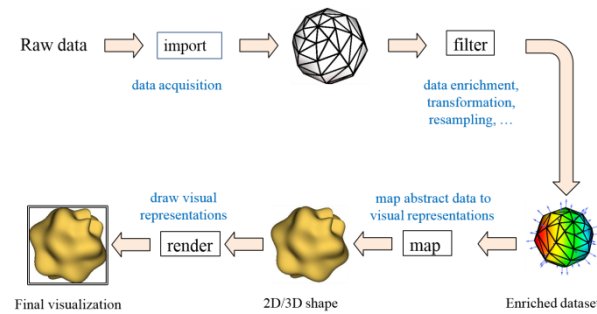 Raw data
import
filter
data acquisition
data enrichment,
transformation,
resampling, …
draw visual
representations
map abstract data to
visual representations
render
map
Final visualization
2D/3D shape
Enriched dataset